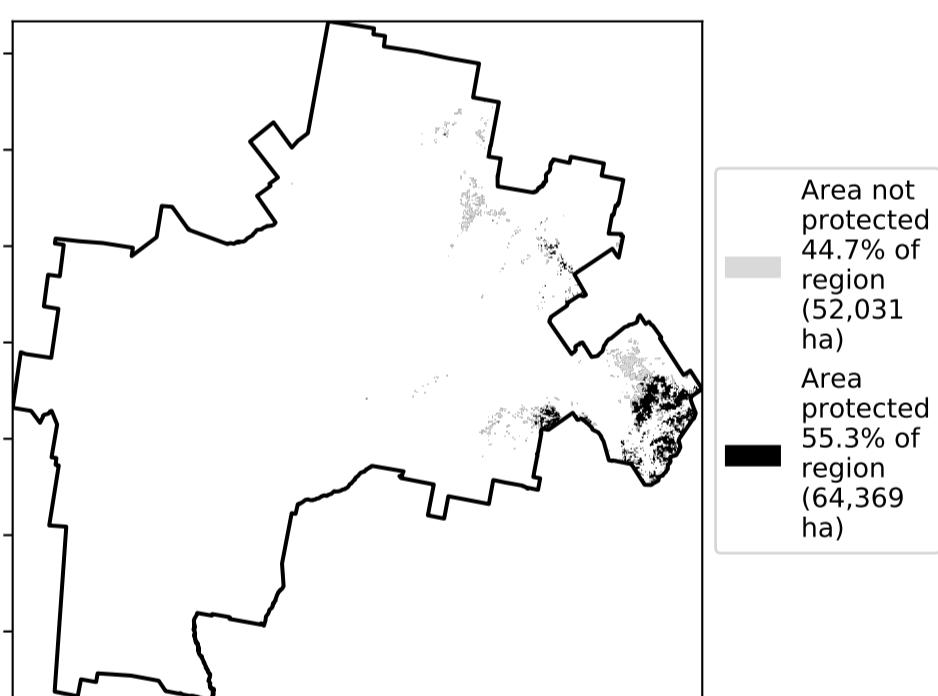 Area not
protected
44.7% of
region
(52,031
ha)
Area
protected
55.3% of
region
(64,369
ha)